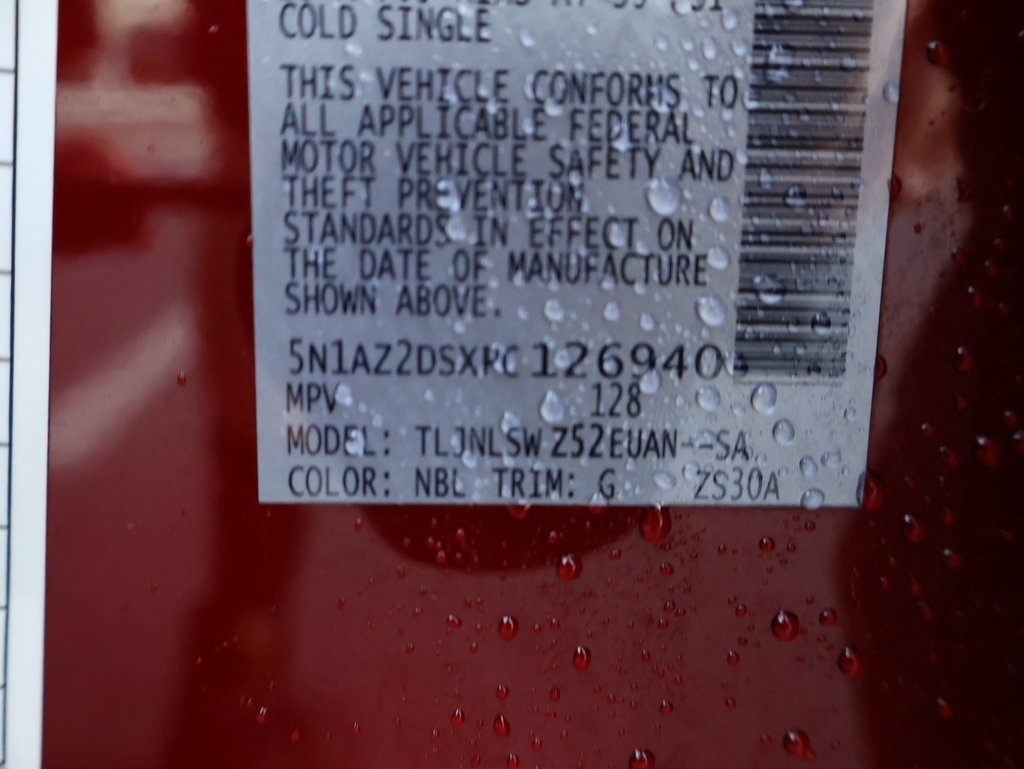 COLD SINGLE
THIS VEHICLE CONFORMS TO
ALL APPLICABLE FEDERAL
MOTOR VEHICLE SAFETY AND
THEFT PREVENTION
STANDARDS IN EFFECT ON
THE DATE OF MANUFACTURE
SHOWN ABOVE.
5N1AZ2DSXPC126940
MPV 128
MODEL: TLJNLSW Z52EUAN--SA
COLOR: NBL TRIM: G ZS30A